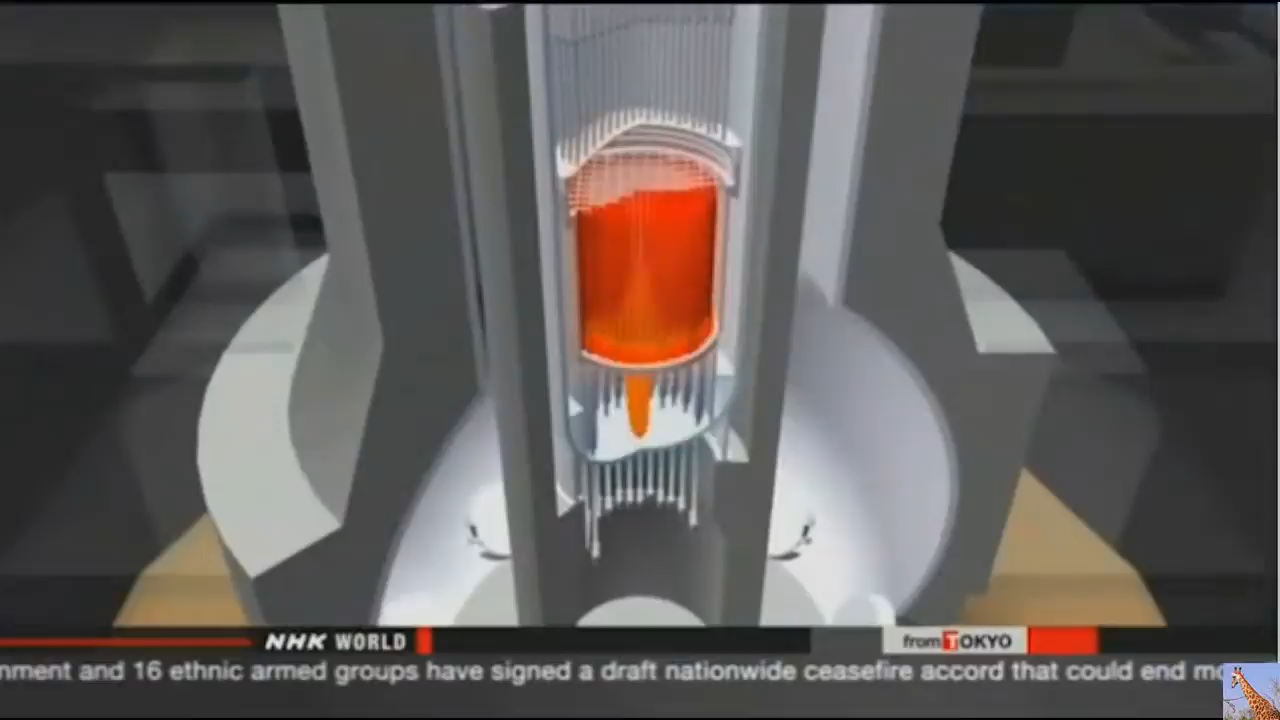 NHK WORLD
from TOKYO
nment and 16 ethnic armed groups have signed a draft nationwide ceasefire accord that could end